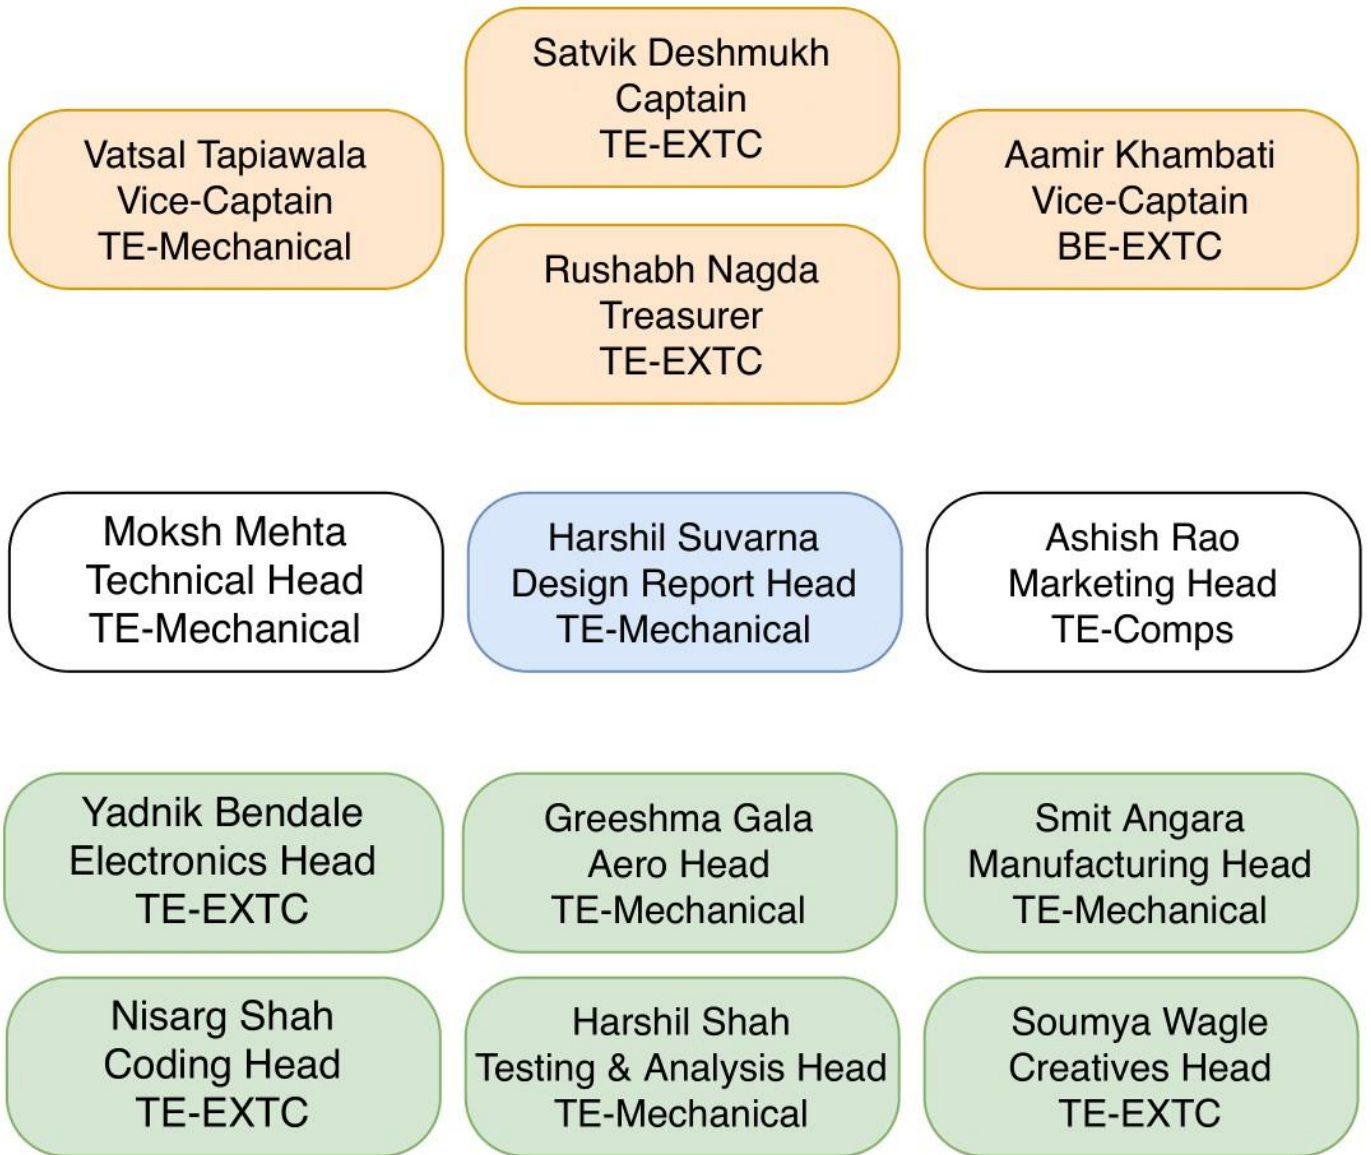 Satvik Deshmukh
Captain
TE-EXTC
Vatsal Tapiawala
Vice-Captain
TE-Mechanical
Aamir Khambati
Vice-Captain
BE-EXTC
Rushabh Nagda
Treasurer
TE-EXTC
Moksh Mehta
Technical Head
TE-Mechanical
Harshil Suvarna
Design Report Head
TE-Mechanical
Ashish Rao
Marketing Head
TE-Comps
Yadnik Bendale
Electronics Head
TE-EXTC
Greeshma Gala
Aero Head
TE-Mechanical
Smit Angara
Manufacturing Head
TE-Mechanical
Nisarg Shah
Coding Head
TE-EXTC
Harshil Shah
Testing & Analysis Head
TE-Mechanical
Soumya Wagle
Creatives Head
TE-EXTC